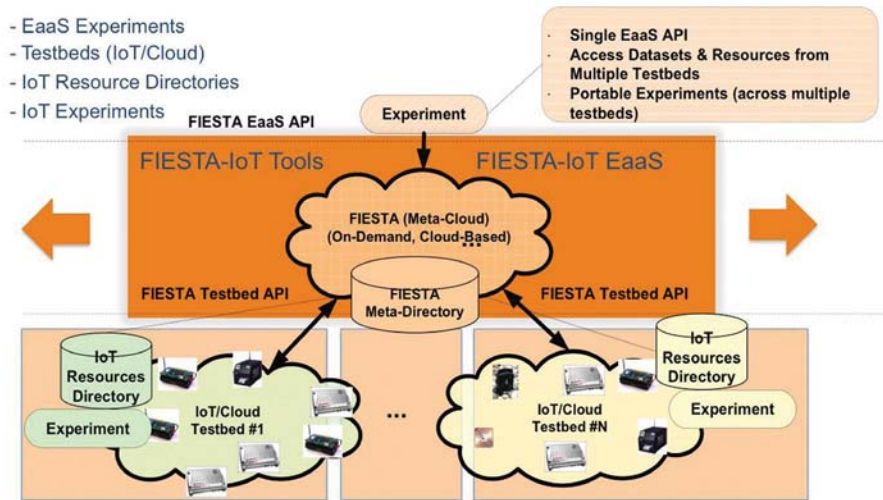 - EaaS Experiments
- Testbeds (IoT/Cloud)
- IoT Resource Directories
- IoT Experiments
· Single EaaS API
· Access Datasets & Resources from
Multiple Testbeds
· Portable Experiments (across multiple
testbeds)
Experiment
FIESTA EaaS API
FIESTA-IoT Tools
FIESTA-IoT EaaS
FIESTA (Meta-Cloud)
(On-Demand, Cloud-Based)
...
FIESTA Testbed API
FIESTA
Meta-Directory
FIESTA Testbed API
IoT
Resources
Directory
Experiment
IoT/Cloud
Testbed #1
...
IoT/Cloud
Testbed #N
IoT
Resources
Directory
Experiment